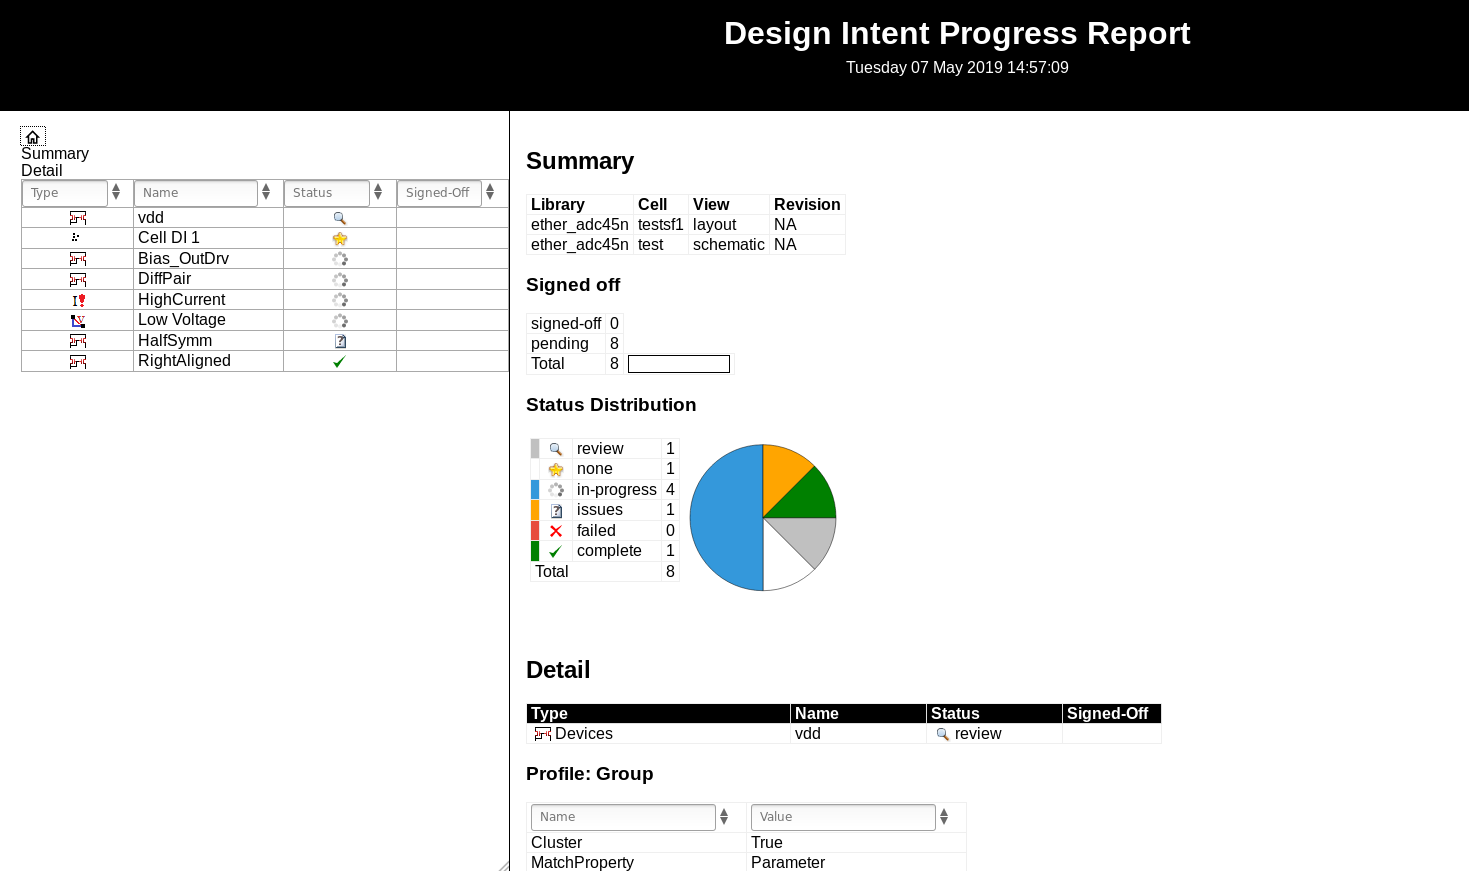 Design Intent Progress Report
Tuesday 07 May 2019 14:57:09
Summary
Detail
Type Name Status Signed-Off
vdd
Cell DI 1
Bias_OutDrv
DiffPair
HighCurrent
Low Voltage
HalfSymm
RightAligned
Summary
Library Cell View Revision
ether_adc45n testsf1 layout NA
ether_adc45n test schematic NA
Signed off
signed-off 0
pending 8
Total 8
Status Distribution
review 1
none 1
in-progress 4
issues 1
failed 0
complete 1
Total 8
Detail
Type Name Status Signed-Off
Devices vdd review
Profile: Group
Name Value
Cluster True
MatchProperty Parameter